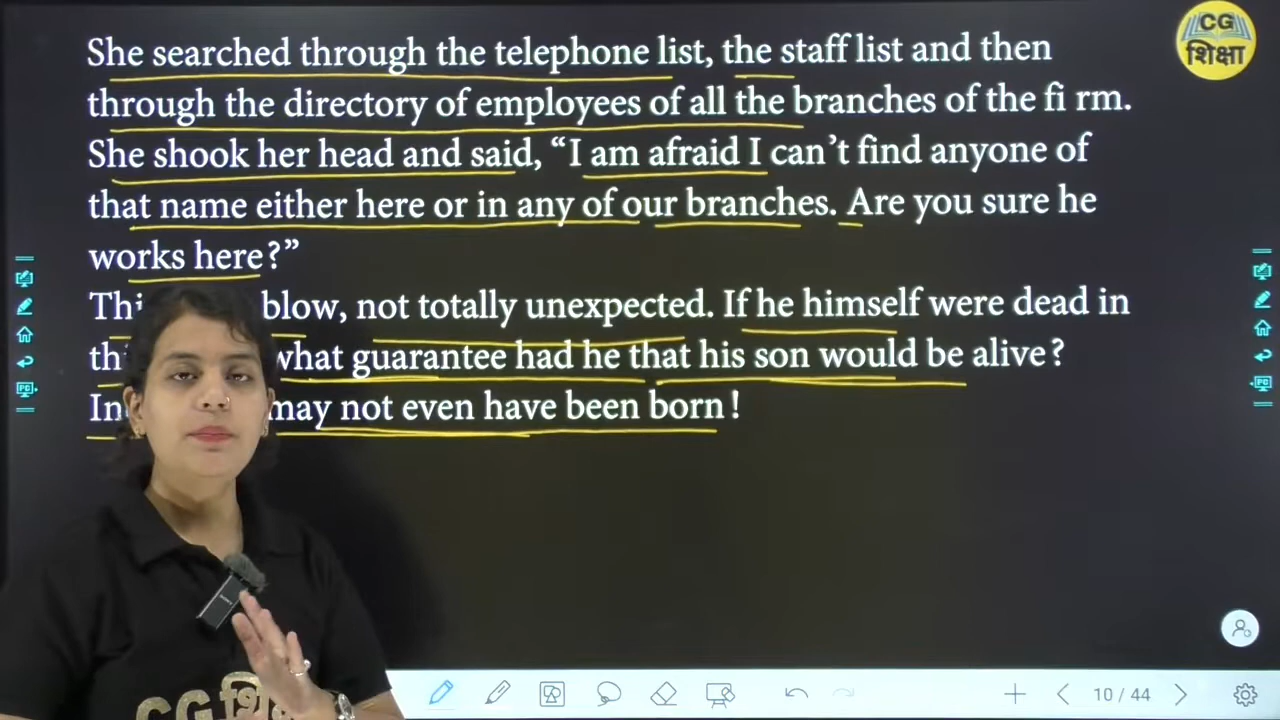 She searched through the telephone list, the staff list and then
through the directory of employees of all the branches of the fi rm.
She shook her head and said, “I am afraid I can’t find anyone of
that name either here or in any of our branches. Are you sure he
works here?”
blow, not totally unexpected. If he himself were dead in
what guarantee had he that his son would be alive?
may not even have been born!
CG
शिक्षा
CG
10 / 44
PC
PC